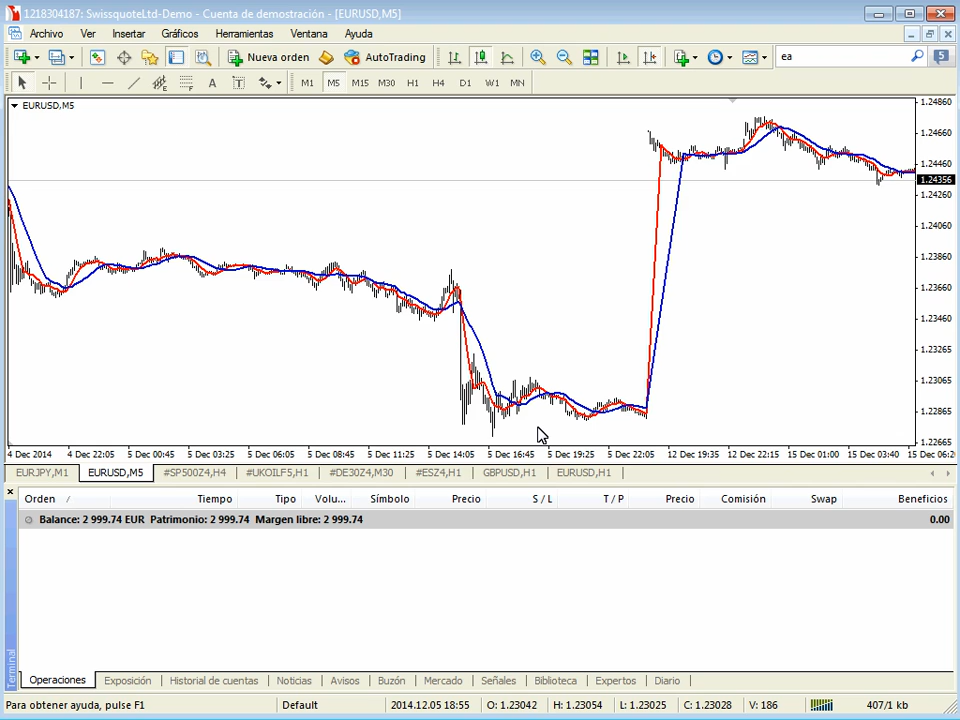 1218304187: SwissquoteLtd-Demo - Cuenta de demostración - [EURUSD,M5]
Archivo Ver Insertar Gráficos Herramientas Ventana Ayuda
Nueva orden AutoTrading ea 5
A T M1 M5 M15 M30 H1 H4 D1 W1 MN
EURUSD,M5
1.24860
1.24660
1.24460
1.24356
1.24260
1.24060
1.23860
1.23660
1.23460
1.23265
1.23065
1.22865
1.22665
4 Dec 2014 4 Dec 22:05 5 Dec 02:05 5 Dec 05:25 5 Dec 08:45 5 Dec 11:25 5 Dec 14:05 5 Dec 16:45 5 Dec 19:25 5 Dec 22:05 12 Dec 19:35 12 Dec 22:15 15 Dec 01:00 15 Dec 03:40 15 Dec 06:20
EURJPY,M1 EURUSD,M5 #SP500Z4,H4 #UKOILF5,H1 #DE30Z4,M30 #ESZ4,H1 GBPUSD,H1 EURUSD,H1
Orden / Tiempo Tipo Volu... Símbolo Precio S / L T / P Precio Comisión Swap Beneficios
Balance: 2 999.74 EUR Patrimonio: 2 999.74 Margen libre: 2 999.74 0.00
Terminal
Operaciones Exposición Historial de cuentas Noticias Avisos Buzón Mercado Señales Biblioteca Expertos Diario
Para obtener ayuda, pulse F1 Default 2014.12.05 18:55 O: 1.23042 H: 1.23054 L: 1.23025 C: 1.23028 V: 186 407/1 kb